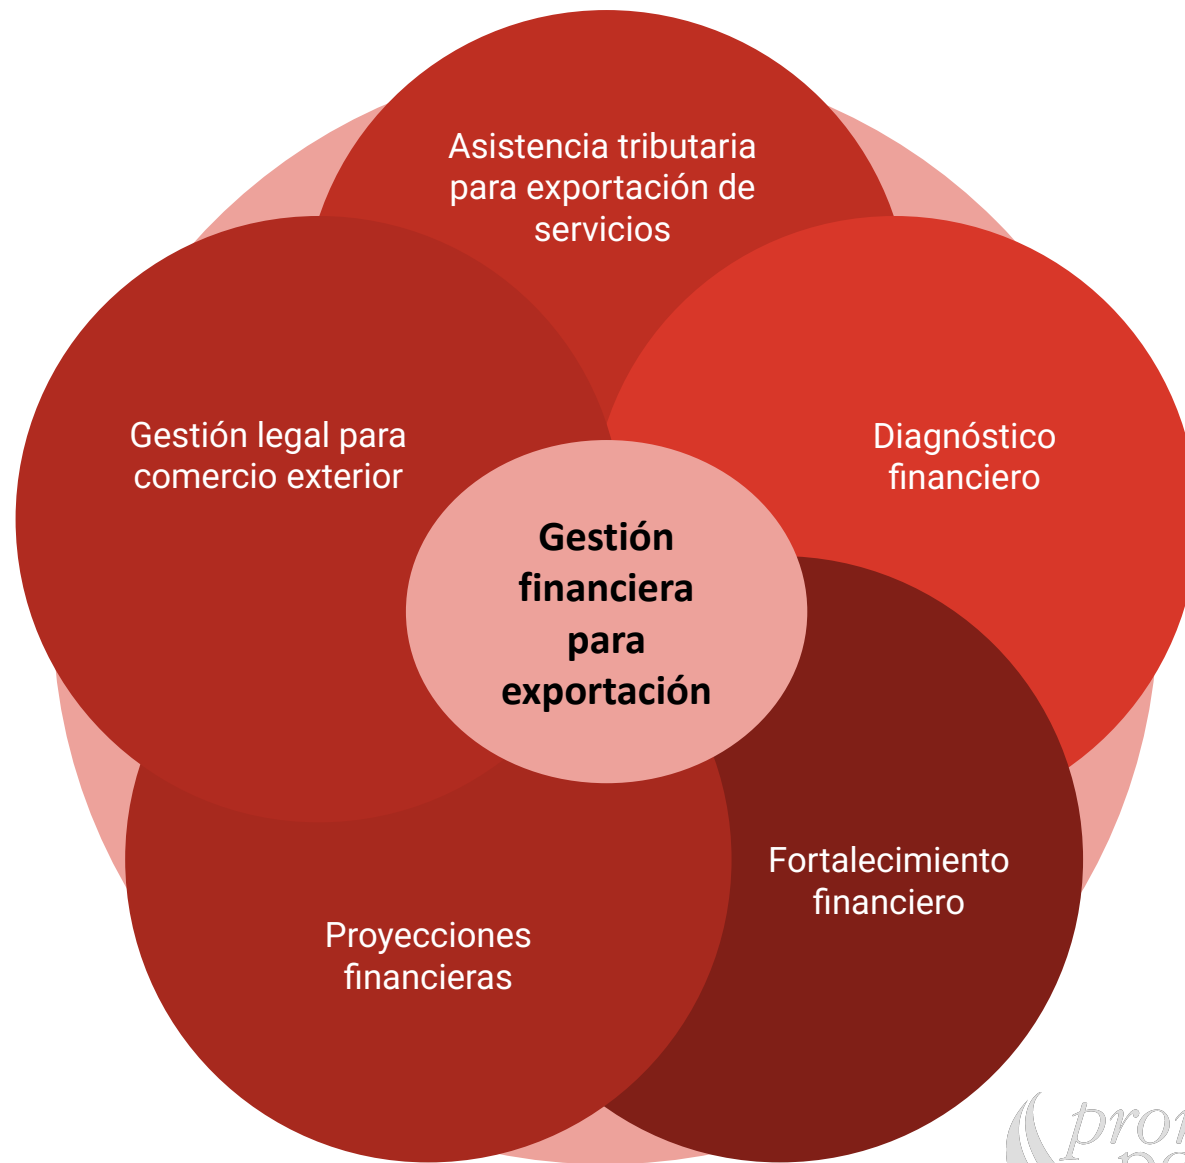 Asistencia tributaria
para exportación de
servicios
Gestión legal para
comercio exterior
Diagnóstico
financiero
Gestión
financiera
para
exportación
Fortalecimiento
financiero
Proyecciones
financieras